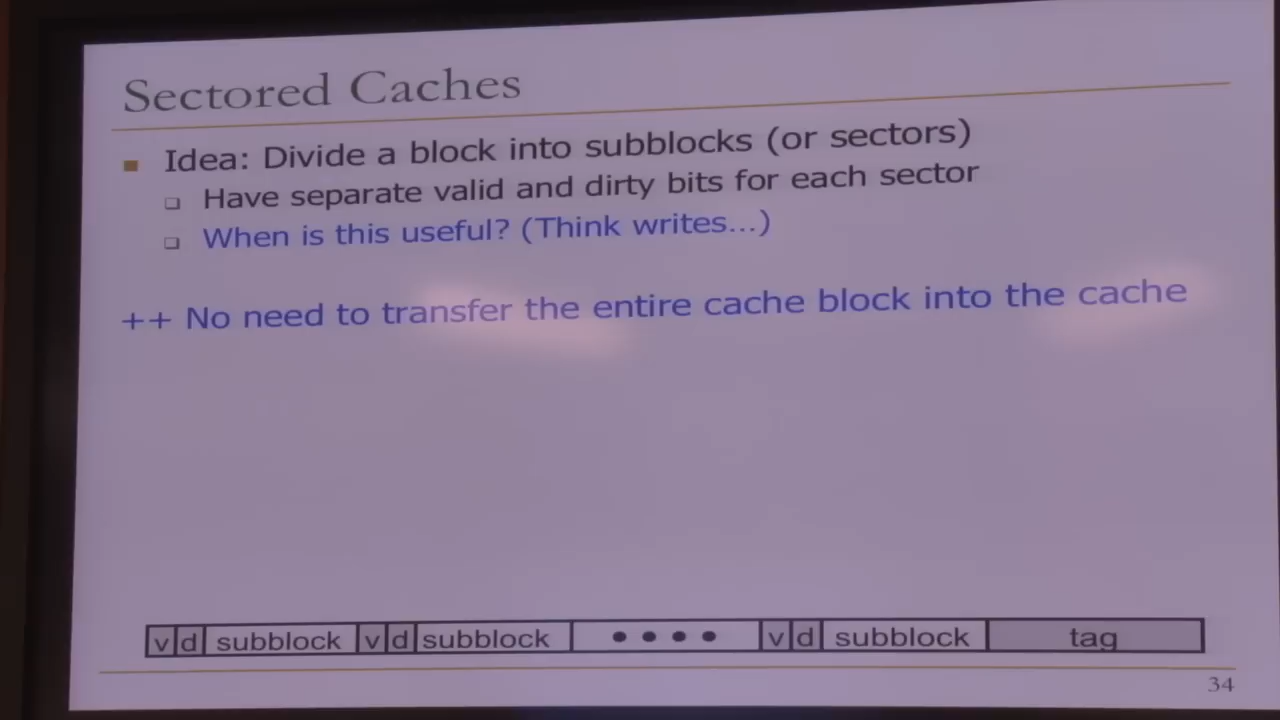 Sectored Caches
Idea: Divide a block into subblocks (or sectors)
Have separate valid and dirty bits for each sector
When is this useful? (Think writes...)
++ No need to transfer the entire cache block into the cache
v d subblock v d subblock • • • • v d subblock tag
34